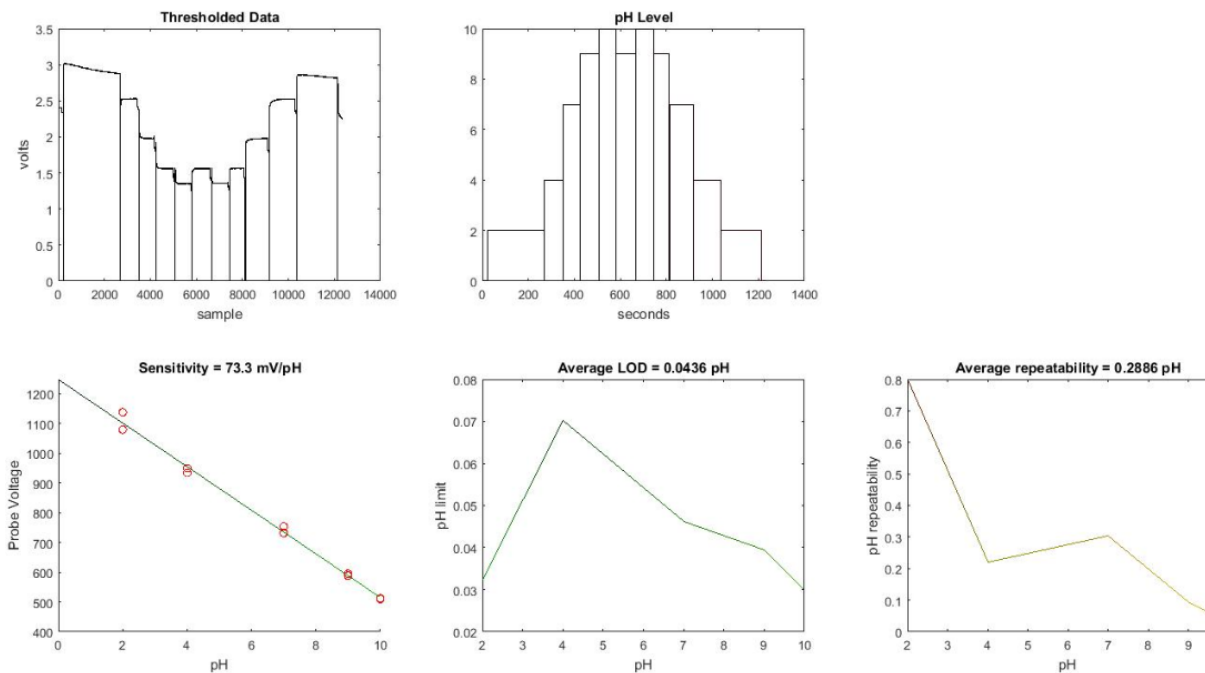 Thresholded Data
3.5
3
2.5
2
1.5
1
0.5
0
volts
0 2000 4000 6000 8000 10000 12000 14000
sample
pH Level
10
8
6
4
2
0
0 200 400 600 800 1000 1200 1400
seconds
Sensitivity = 73.3 mV/pH
1200
1100
1000
900
800
700
600
500
400
Probe Voltage
0 2 4 6 8 10
pH
Average LOD = 0.0436 pH
0.08
0.07
0.06
0.05
0.04
0.03
0.02
pH limit
2 3 4 5 6 7 8 9 10
pH
Average repeatability = 0.2886 pH
0.8
0.7
0.6
0.5
0.4
0.3
0.2
0.1
0
pH repeatability
2 3 4 5 6 7 8 9
pH